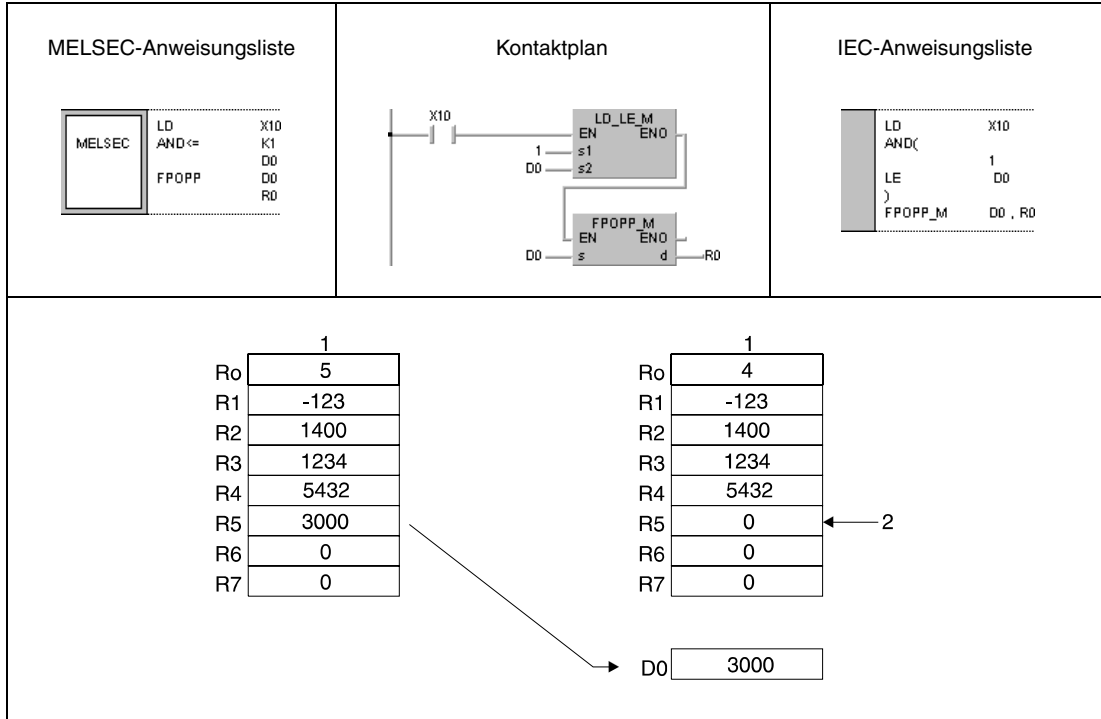 MELSEC-Anweisungsliste
MELSEC
LD X10
AND<= K1
D0
FPOPP D0
R0
Kontaktplan
X10
LD_LE_M
EN ENO
1 s1
D0 s2
FPOPP_M
EN ENO
D0 s d R0
IEC-Anweisungsliste
LD X10
AND(
1
LE D0
)
FPOPP_M D0 , R0
1
Ro 5
R1 -123
R2 1400
R3 1234
R4 5432
R5 3000
R6 0
R7 0
1
Ro 4
R1 -123
R2 1400
R3 1234
R4 5432
R5 0 2
R6 0
R7 0
D0 3000